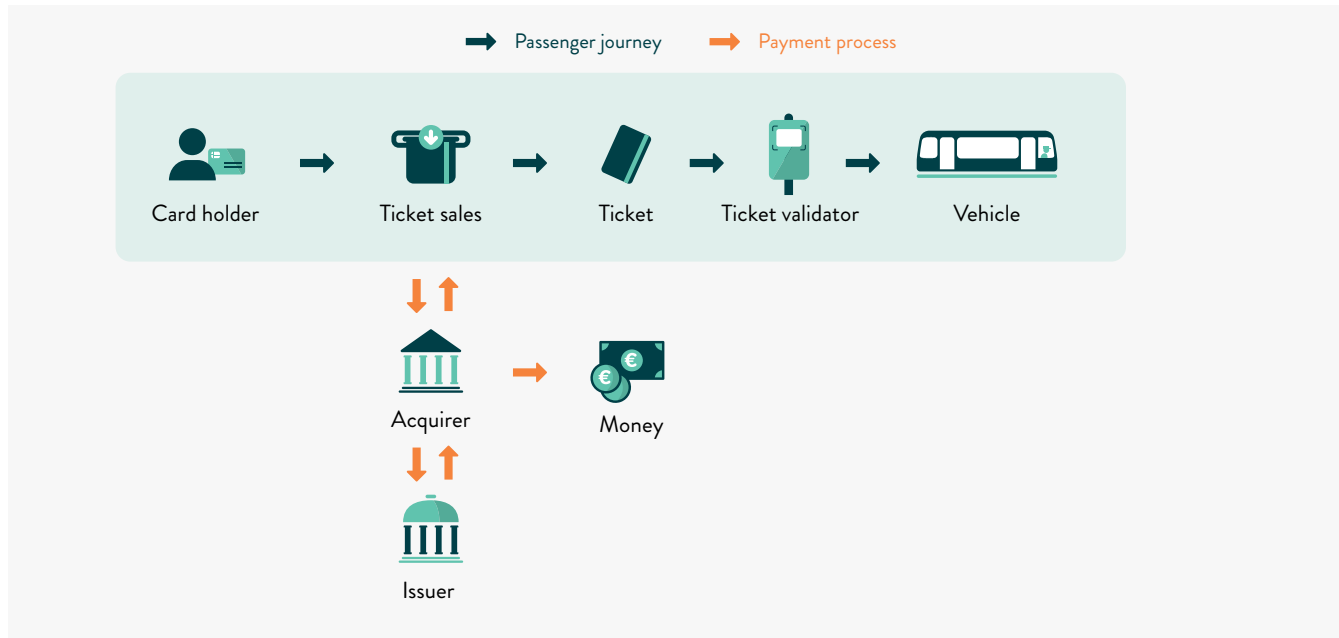 Passenger journey
Payment process
Card holder
Ticket sales
Ticket
Ticket validator
Vehicle
€
€
Acquirer
Money
Issuer